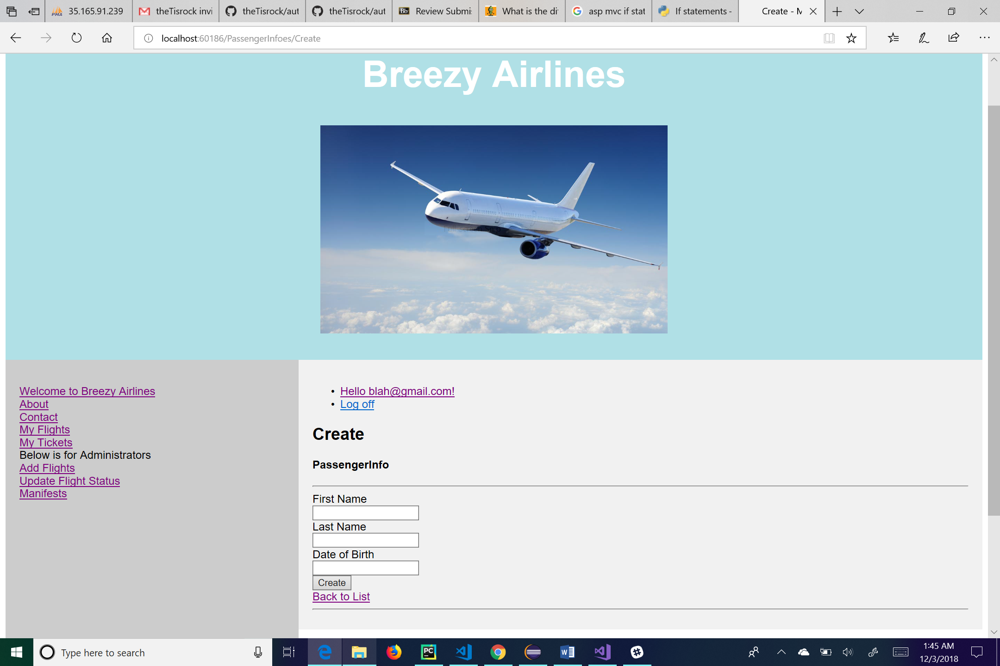 35.165.91.239
theTisrock invi
theTisrock/aut
theTisrock/aut
Review Submi
What is the di
asp mvc if stat
If statements -
Create - M
localhost:60186/PassengerInfoes/Create
Breezy Airlines
Welcome to Breezy Airlines
About
Contact
My Flights
My Tickets
Below is for Administrators
Add Flights
Update Flight Status
Manifests
Hello blah@gmail.com!
Log off
Create
PassengerInfo
First Name
Last Name
Date of Birth
Create
Back to List
Type here to search
1:45 AM
12/3/2018